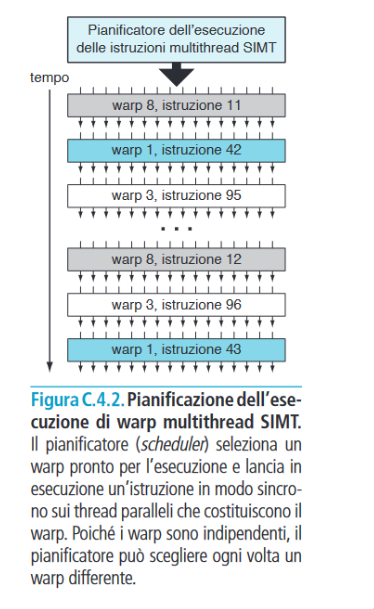 Pianificatore dell'esecuzione
delle istruzioni multithread SIMT
tempo
warp 8, istruzione 11
warp 1, istruzione 42
warp 3, istruzione 95
. . .
warp 8, istruzione 12
warp 3, istruzione 96
warp 1, istruzione 43
Figura C.4.2. Pianificazione dell'ese-
cuzione di warp multithread SIMT.
Il pianificatore (scheduler) seleziona un
warp pronto per l'esecuzione e lancia in
esecuzione un'istruzione in modo sincro-
no sui thread paralleli che costituiscono il
warp. Poiché i warp sono indipendenti, il
pianificatore può scegliere ogni volta un
warp differente.